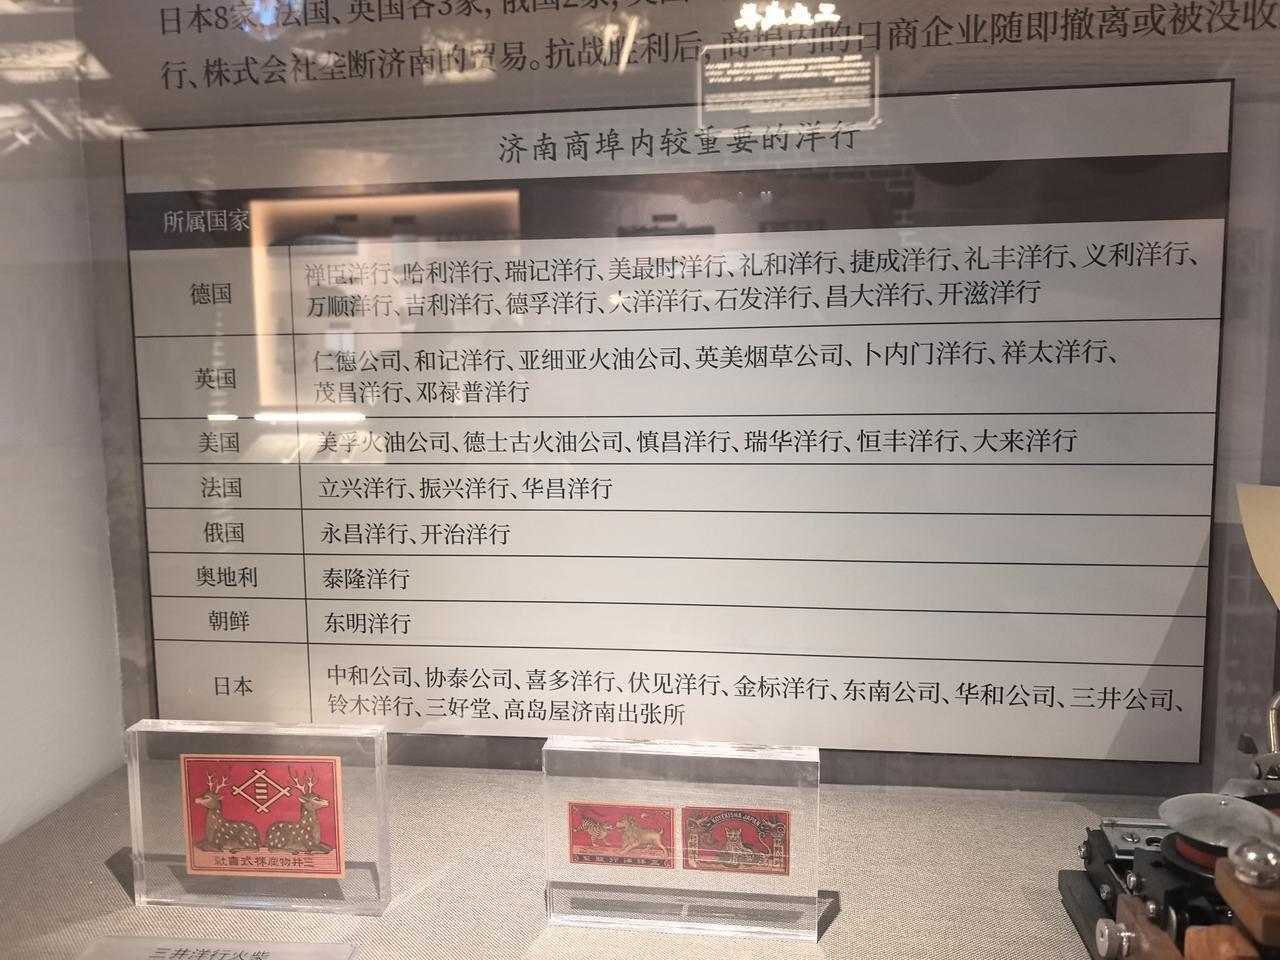 日本8家,法国、英国各3家,俄国2家,
行、株式会社垄断济南的贸易。抗战胜利后,商埠内的日商企业随即撤离或被没收
济南商埠内较重要的洋行
所属国家
德国
禅臣洋行、哈利洋行、瑞记洋行、美最时洋行、礼和洋行、捷成洋行、礼丰洋行、义利洋行、
万顺洋行、吉利洋行、德孚洋行、大洋洋行、石发洋行、昌大洋行、开滋洋行
英国
仁德公司、和记洋行、亚细亚火油公司、英美烟草公司、卜内门洋行、祥太洋行、
茂昌洋行、邓禄普洋行
美国
美孚火油公司、德士古火油公司、慎昌洋行、瑞华洋行、恒丰洋行、大来洋行
法国
立兴洋行、振兴洋行、华昌洋行
俄国
永昌洋行、开治洋行
奥地利
泰隆洋行
朝鲜
东明洋行
日本
中和公司、协泰公司、喜多洋行、伏见洋行、金标洋行、东南公司、华和公司、三井公司、
铃木洋行、三好堂、高岛屋济南出张所
三
社會式株產物井三
KOYEKISHA JAPAN
三井洋行火柴